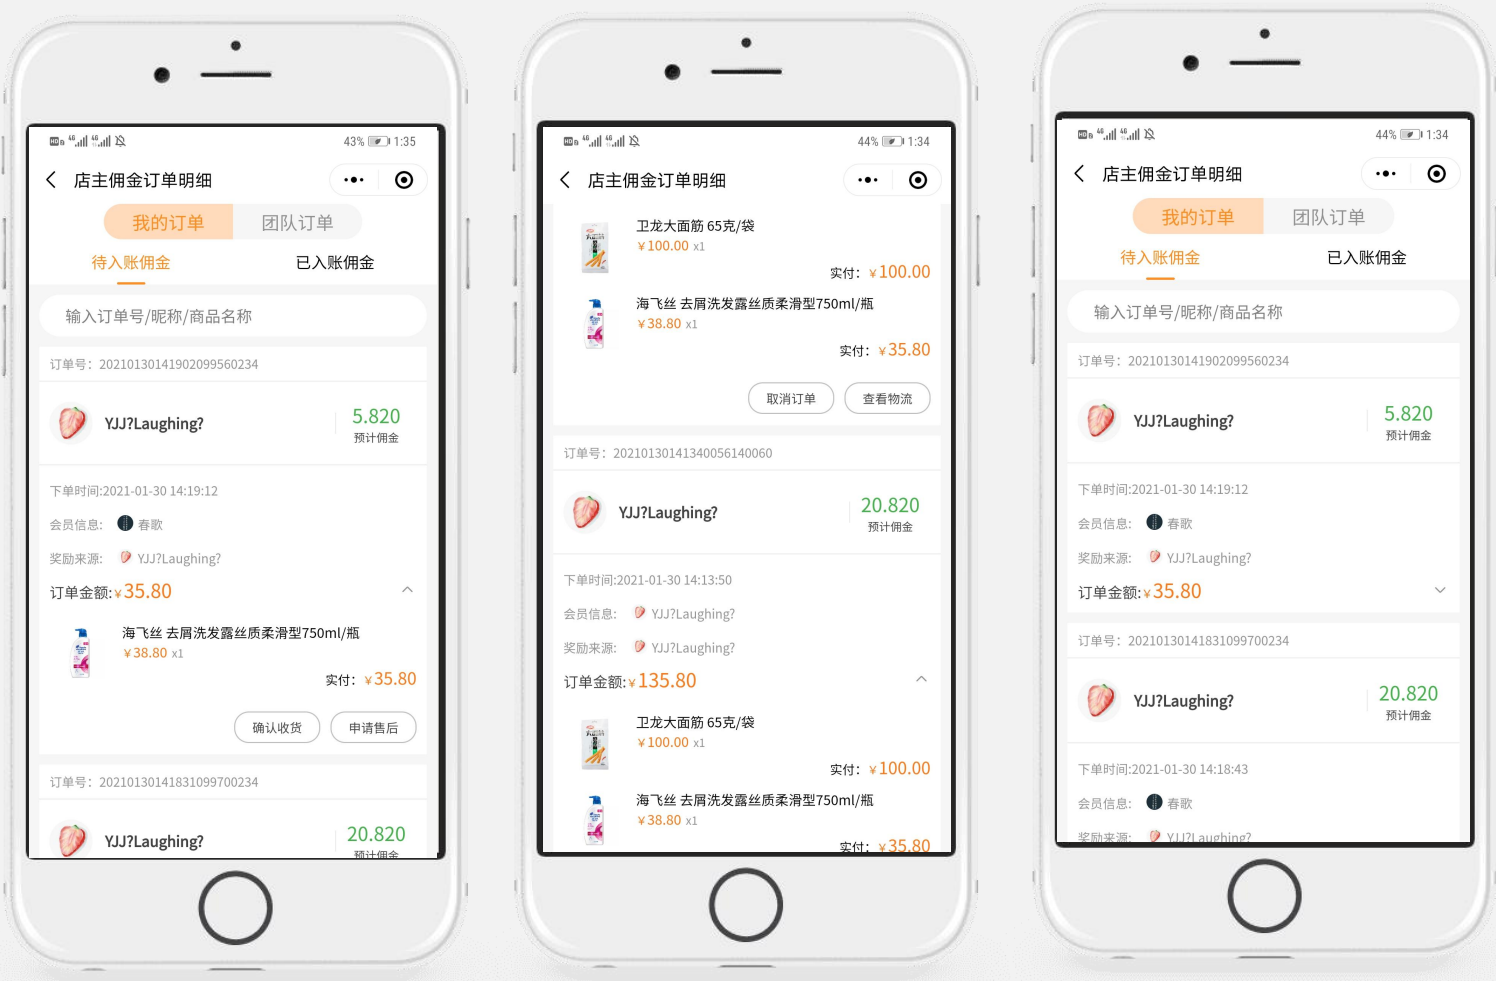 43% 1:35
店主佣金订单明细
我的订单 团队订单
待入账佣金 已入账佣金
输入订单号/昵称/商品名称
订单号：20210130141902099560234
YJJ?Laughing?
5.820
预计佣金
下单时间:2021-01-30 14:19:12
会员信息: 春歌
奖励来源: YJJ?Laughing?
订单金额:¥35.80
海飞丝 去屑洗发露丝质柔滑型750ml/瓶
¥38.80 x1
实付：¥35.80
确认收货 申请售后
订单号：20210130141831099700234
YJJ?Laughing?
20.820
预计佣金
44% 1:34
店主佣金订单明细
卫龙大面筋 65克/袋
¥100.00 x1
实付：¥100.00
海飞丝 去屑洗发露丝质柔滑型750ml/瓶
¥38.80 x1
实付：¥35.80
取消订单 查看物流
订单号：20210130141340056140060
YJJ?Laughing?
20.820
预计佣金
下单时间:2021-01-30 14:13:50
会员信息: YJJ?Laughing?
奖励来源: YJJ?Laughing?
订单金额:¥135.80
卫龙大面筋 65克/袋
¥100.00 x1
实付：¥100.00
海飞丝 去屑洗发露丝质柔滑型750ml/瓶
¥38.80 x1
实付：¥35.80
44% 1:34
店主佣金订单明细
我的订单 团队订单
待入账佣金 已入账佣金
输入订单号/昵称/商品名称
订单号：20210130141902099560234
YJJ?Laughing?
5.820
预计佣金
下单时间:2021-01-30 14:19:12
会员信息: 春歌
奖励来源: YJJ?Laughing?
订单金额:¥35.80
订单号：20210130141831099700234
YJJ?Laughing?
20.820
预计佣金
下单时间:2021-01-30 14:18:43
会员信息: 春歌
奖励来源: YJJ?Laughing?